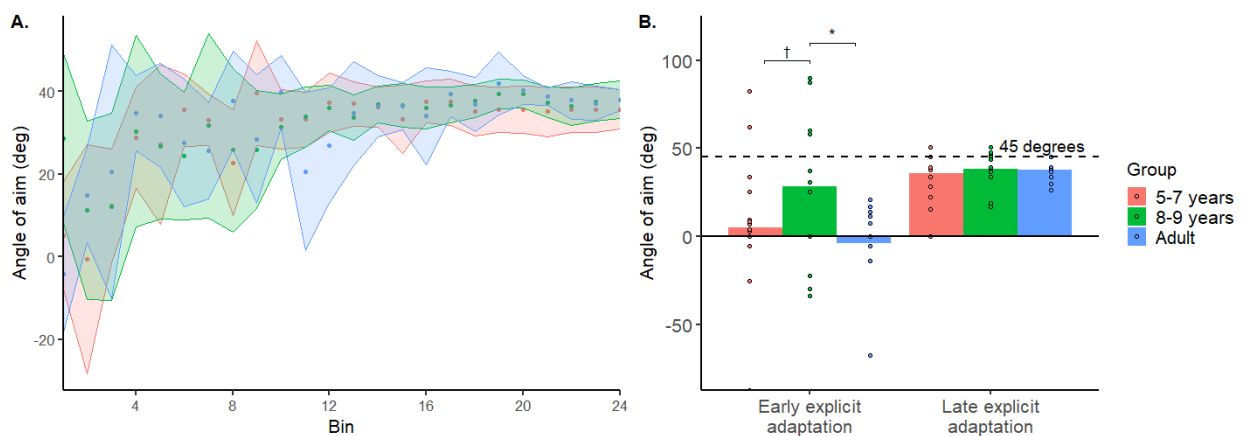 A.
Angle of aim (deg)
40
20
0
-20
4
8
12
16
20
24
Bin
B.
Angle of aim (deg)
100
50
0
-50
†
*
45 degrees
Early explicit
adaptation
Late explicit
adaptation
Group
5-7 years
8-9 years
Adult